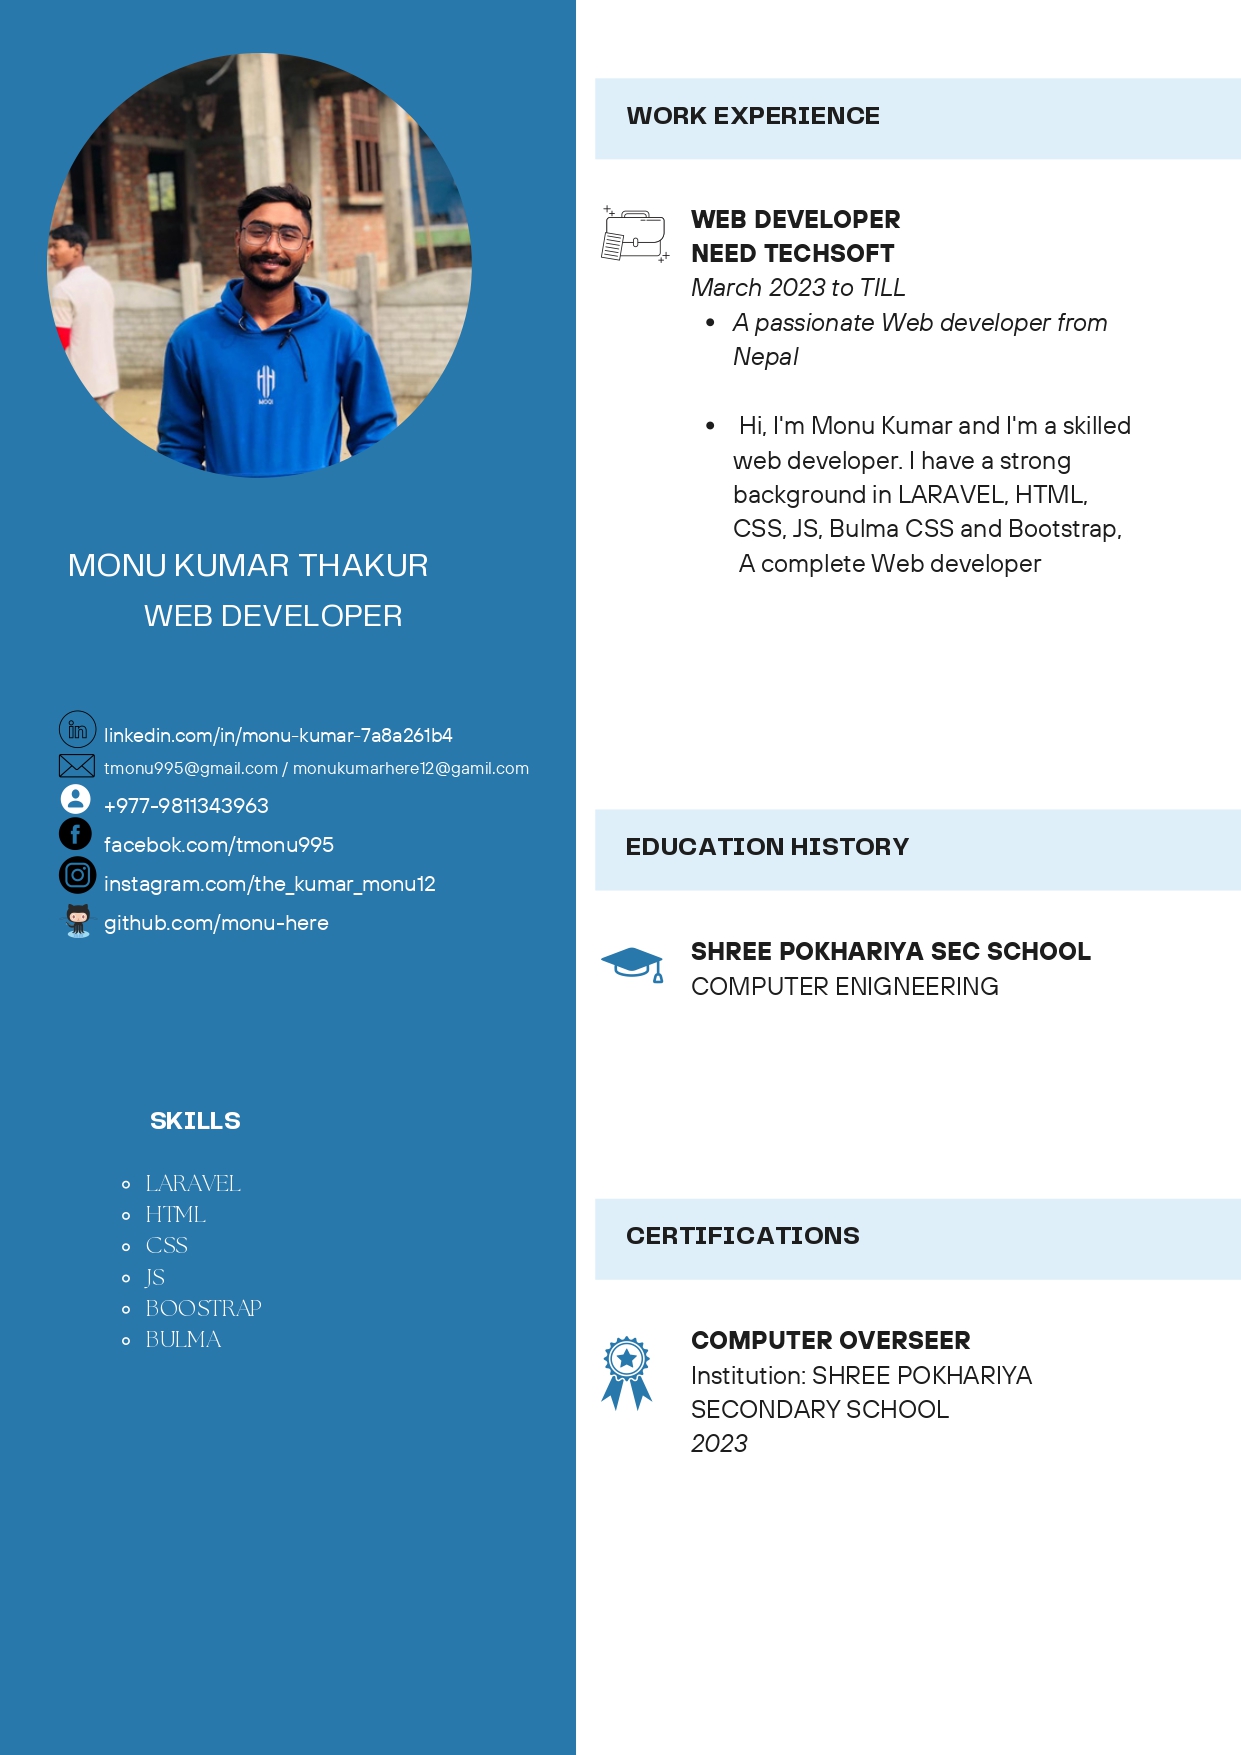 MONU KUMAR THAKUR
WEB DEVELOPER
linkedin.com/in/monu-kumar-7a8a261b4
tmonu995@gmail.com / monukumarhere12@gamil.com
+977-9811343963
facebok.com/tmonu995
instagram.com/the_kumar_monu12
github.com/monu-here
SKILLS
LARAVEL
HTML
CSS
JS
BOOSTRAP
BULMA
WORK EXPERIENCE
WEB DEVELOPER
NEED TECHSOFT
March 2023 to TILL
• A passionate Web developer from
Nepal
• Hi, I'm Monu Kumar and I'm a skilled
web developer. I have a strong
background in LARAVEL, HTML,
CSS, JS, Bulma CSS and Bootstrap,
A complete Web developer
EDUCATION HISTORY
SHREE POKHARIYA SEC SCHOOL
COMPUTER ENIGNEERING
CERTIFICATIONS
COMPUTER OVERSEER
Institution: SHREE POKHARIYA
SECONDARY SCHOOL
2023